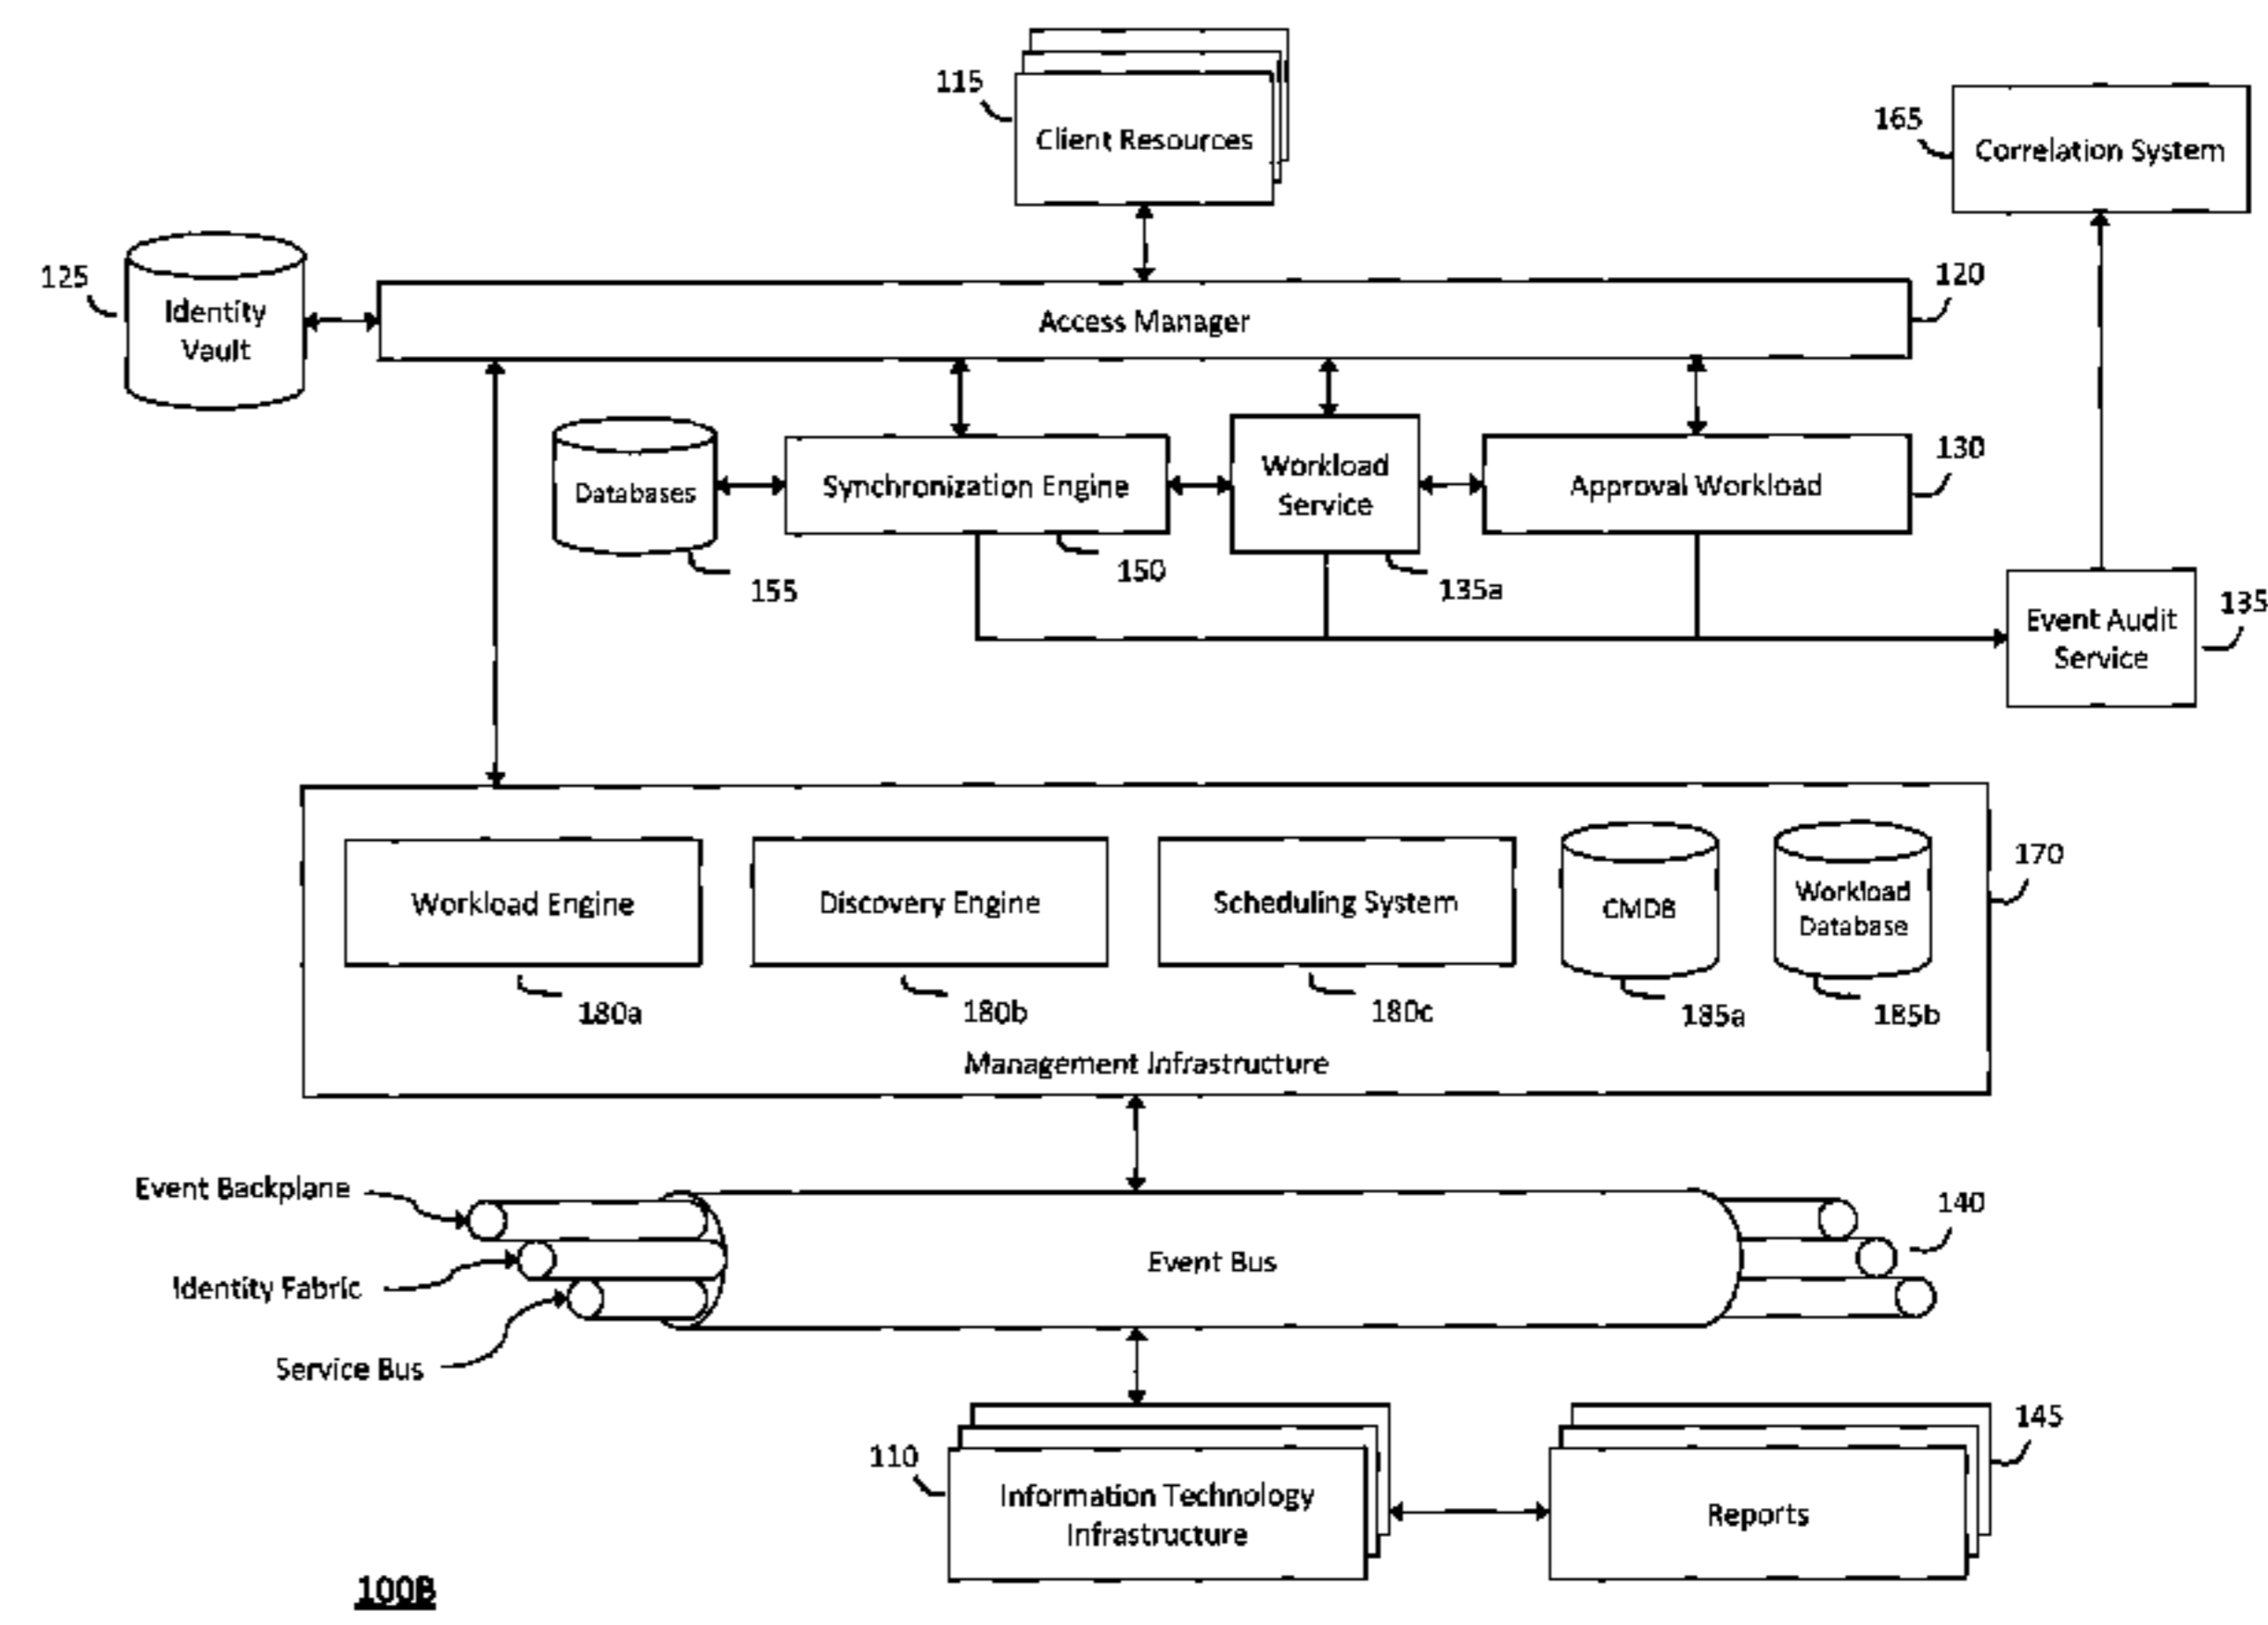 115
Client Resources
165
Correlation System
125
Identity
Vault
120
Access Manager
Databases
155
Synchronization Engine
150
Workload
Service
135a
Approval Workload
130
Event Audit
Service
135
Workload Engine
180a
Discovery Engine
180b
Scheduling System
180c
CMDB
185a
Workload
Database
185b
170
Management Infrastructure
Event Backplane
Identity Fabric
Service Bus
Event Bus
140
110
Information Technology
Infrastructure
145
Reports
100B